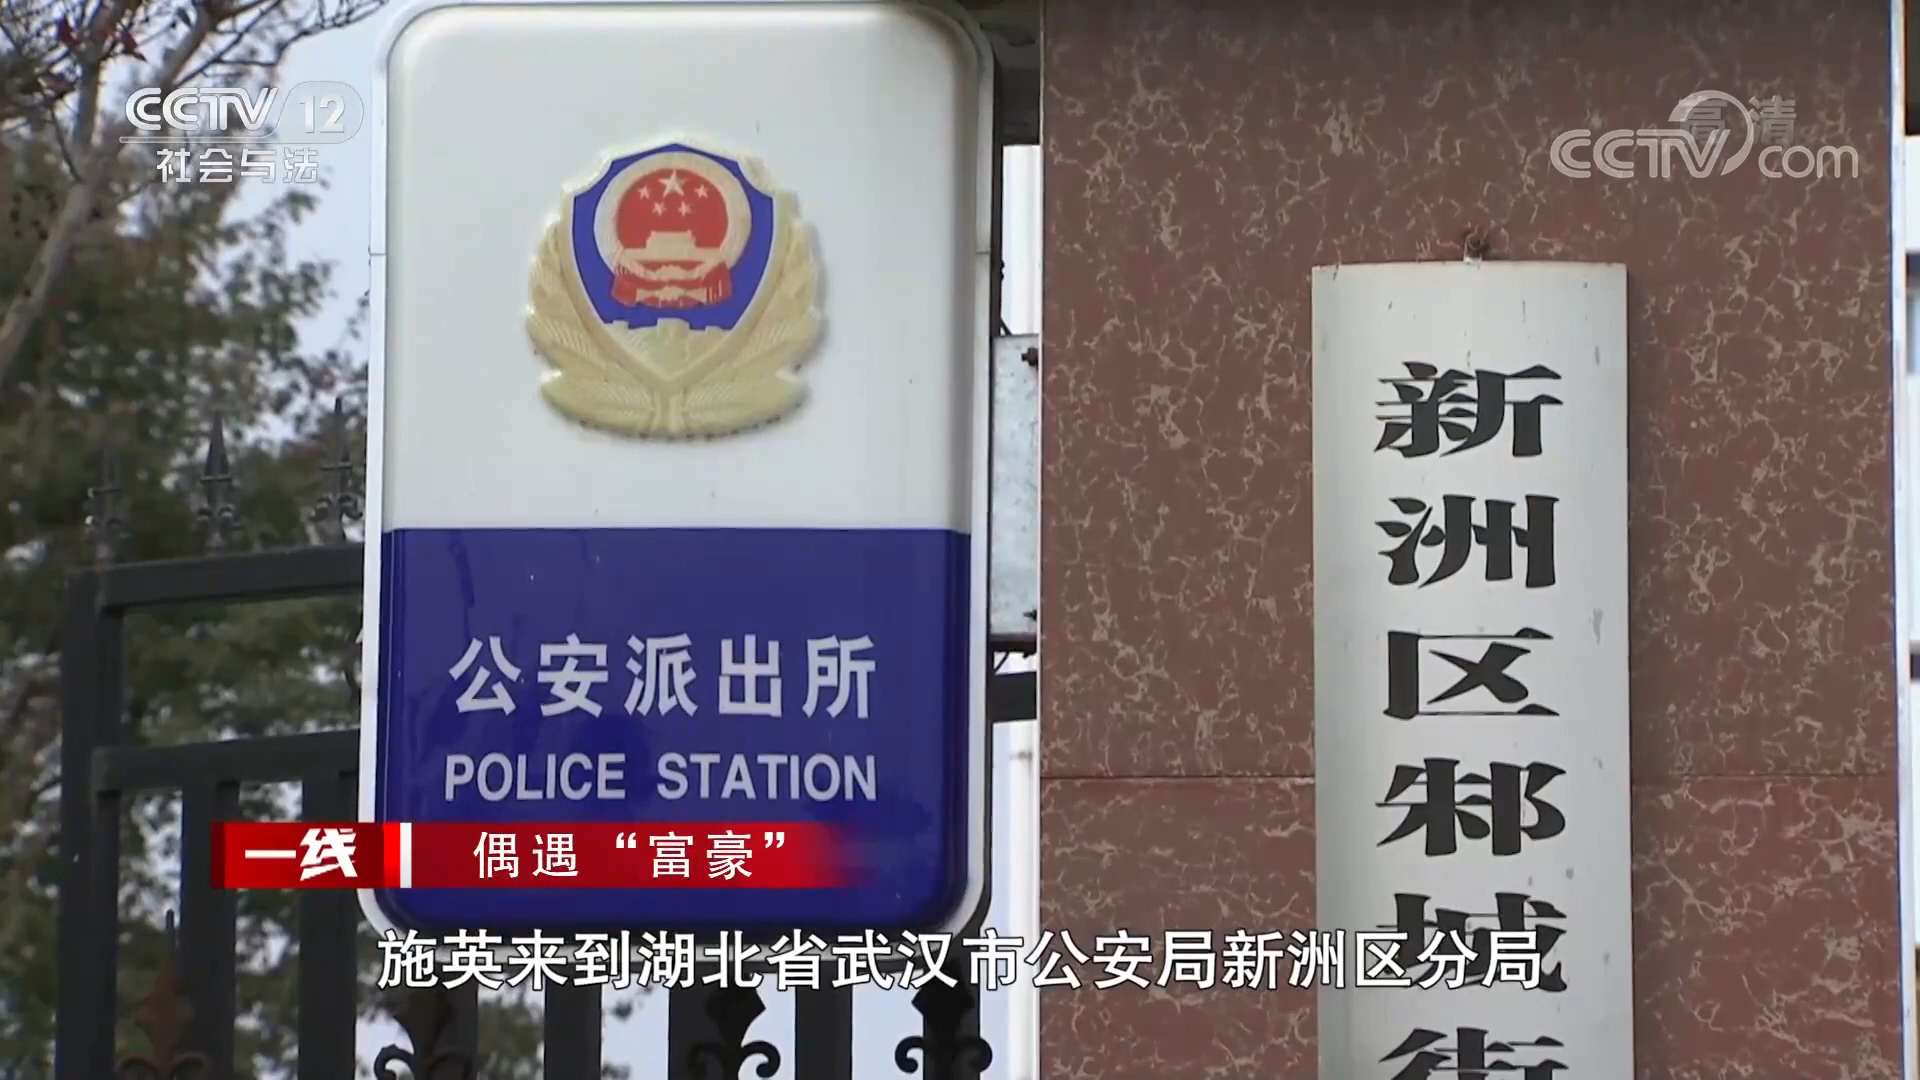 CCTV 12
社会与法
高清
CCTV com
公安派出所
POLICE STATION
新洲区邾城街
一线 偶遇“富豪”
施英来到湖北省武汉市公安局新洲区分局